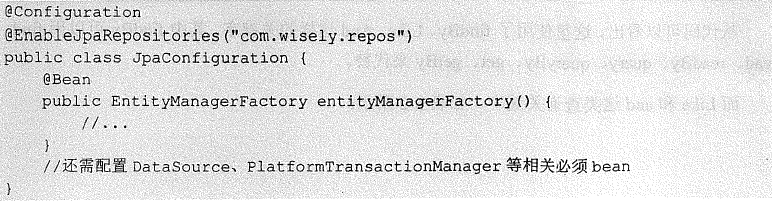 @Configuration
@EnableJpaRepositories("com.wisely.repos")
public class JpaConfiguration {
    @Bean
    public EntityManagerFactory entityManagerFactory() {
        //...
    }
    //还需配置 DataSource、PlatformTransactionManager 等相关必须 bean
}